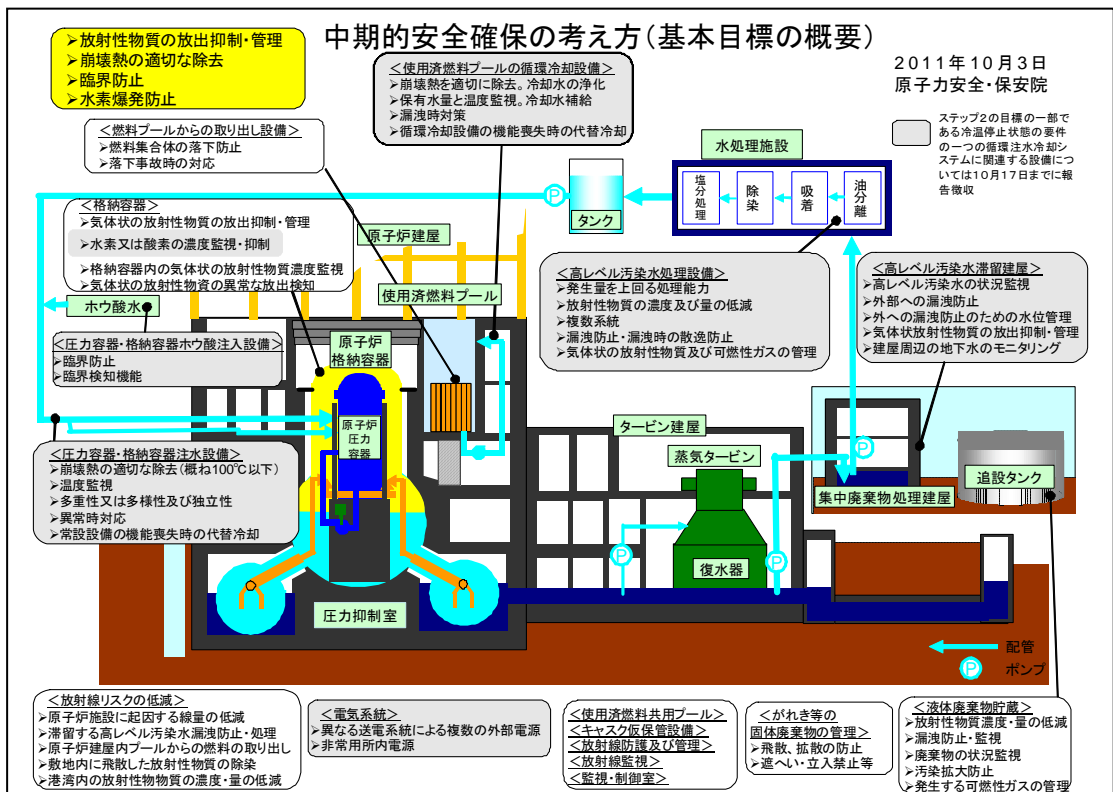 中期的安全確保の考え方(基本目標の概要)
2011年10月3日
原子力安全・保安院
➢放射性物質の放出抑制・管理
➢崩壊熱の適切な除去
➢臨界防止
➢水素爆発防止
<使用済燃料プールの循環冷却設備>
➢崩壊熱を適切に除去。冷却水の浄化
➢保有水量と温度監視。冷却水補給
➢漏洩時対策
➢循環冷却設備の機能喪失時の代替冷却
ステップ2の目標の一部で
ある冷温停止状態の要件
の一つの循環注水冷却シ
ステムに関連する設備につ
いては10月17日までに報
告徴収
<燃料プールからの取り出し設備>
➢燃料集合体の落下防止
➢落下事故時の対応
水処理施設
塩分処理
除染
吸着
油分離
P
タンク
<格納容器>
➢気体状の放射性物質の放出抑制・管理
➢水素又は酸素の濃度監視・抑制
➢格納容器内の気体状の放射性物質濃度監視
➢気体状の放射性物資の異常な放出検知
原子炉建屋
使用済燃料プール
ホウ酸水
<高レベル汚染水処理設備>
➢発生量を上回る処理能力
➢放射性物質の濃度及び量の低減
➢複数系統
➢漏洩防止・漏洩時の散逸防止
➢気体状の放射性物質及び可燃性ガスの管理
<高レベル汚染水滞留建屋>
➢高レベル汚染水の状況監視
➢外部への漏洩防止
➢外への漏洩防止のための水位管理
➢気体状放射性物質の放出抑制・管理
➢建屋周辺の地下水のモニタリング
<圧力容器・格納容器ホウ酸注入設備>
➢臨界防止
➢臨界検知機能
原子炉
格納容器
原子炉
圧力
容器
<圧力容器・格納容器注水設備>
➢崩壊熱の適切な除去(概ね100℃以下)
➢温度監視
➢多重性又は多様性及び独立性
➢異常時対応
➢常設設備の機能喪失時の代替冷却
タービン建屋
蒸気タービン
復水器
P
P
P
集中廃棄物処理建屋
追設タンク
圧力抑制室
配管
P
ポンプ
<放射線リスクの低減>
➢原子炉施設に起因する線量の低減
➢滞留する高レベル汚染水漏洩防止・処理
➢原子炉建屋内プールからの燃料の取り出し
➢敷地内に飛散した放射性物質の除染
➢港湾内の放射性物物質の濃度・量の低減
<電気系統>
➢異なる送電系統による複数の外部電源
➢非常用所内電源
<使用済燃料共用プール>
<キャスク仮保管設備>
<放射線防護及び管理>
<放射線監視>
<監視・制御室>
<がれき等の
固体廃棄物の管理>
➢飛散、拡散の防止
➢遮へい・立入禁止等
<液体廃棄物貯蔵>
➢放射性物質濃度・量の低減
➢漏洩防止・監視
➢廃棄物の状況監視
➢汚染拡大防止
➢発生する可燃性ガスの管理